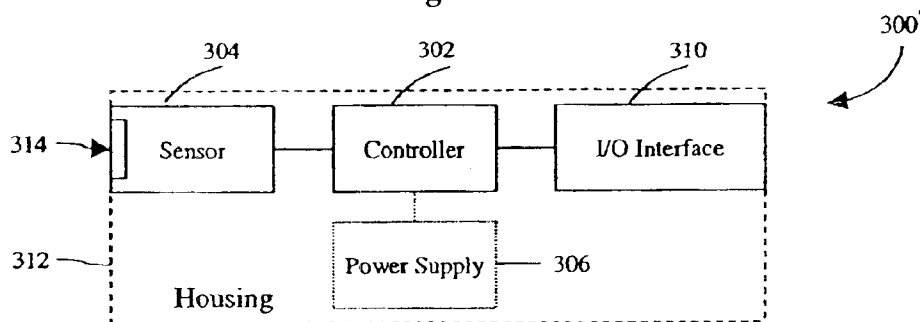 g
300'
304
302
310
314
Sensor
Controller
I/O Interface
312
Power Supply
306
Housing